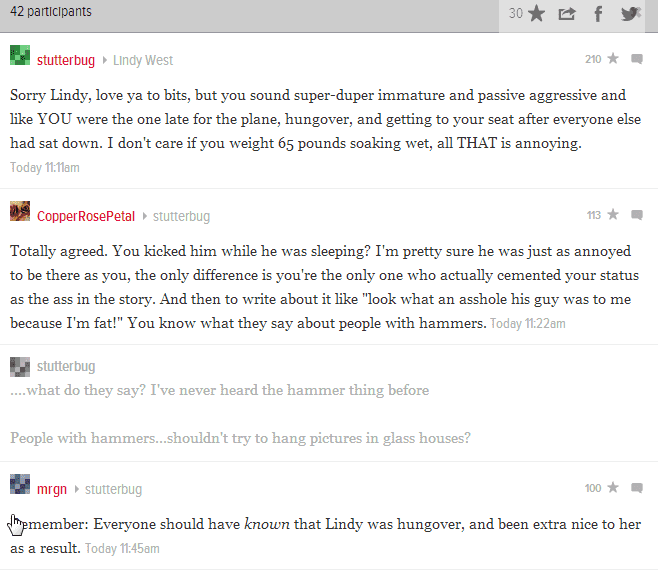 42 participants
30
stutterbug Lindy West
210
Sorry Lindy, love ya to bits, but you sound super-duper immature and passive aggressive and
like YOU were the one late for the plane, hungover, and getting to your seat after everyone else
had sat down. I don't care if you weight 65 pounds soaking wet, all THAT is annoying.
Today 11:11am
CopperRosePetal stutterbug
113
Totally agreed. You kicked him while he was sleeping? I'm pretty sure he was just as annoyed
to be there as you, the only difference is you're the only one who actually cemented your status
as the ass in the story. And then to write about it like "look what an asshole his guy was to me
because I'm fat!" You know what they say about people with hammers. Today 11:22am
stutterbug
....what do they say? I've never heard the hammer thing before
People with hammers...shouldn't try to hang pictures in glass houses?
mrgn stutterbug
100
Remember: Everyone should have known that Lindy was hungover, and been extra nice to her
as a result. Today 11:45am